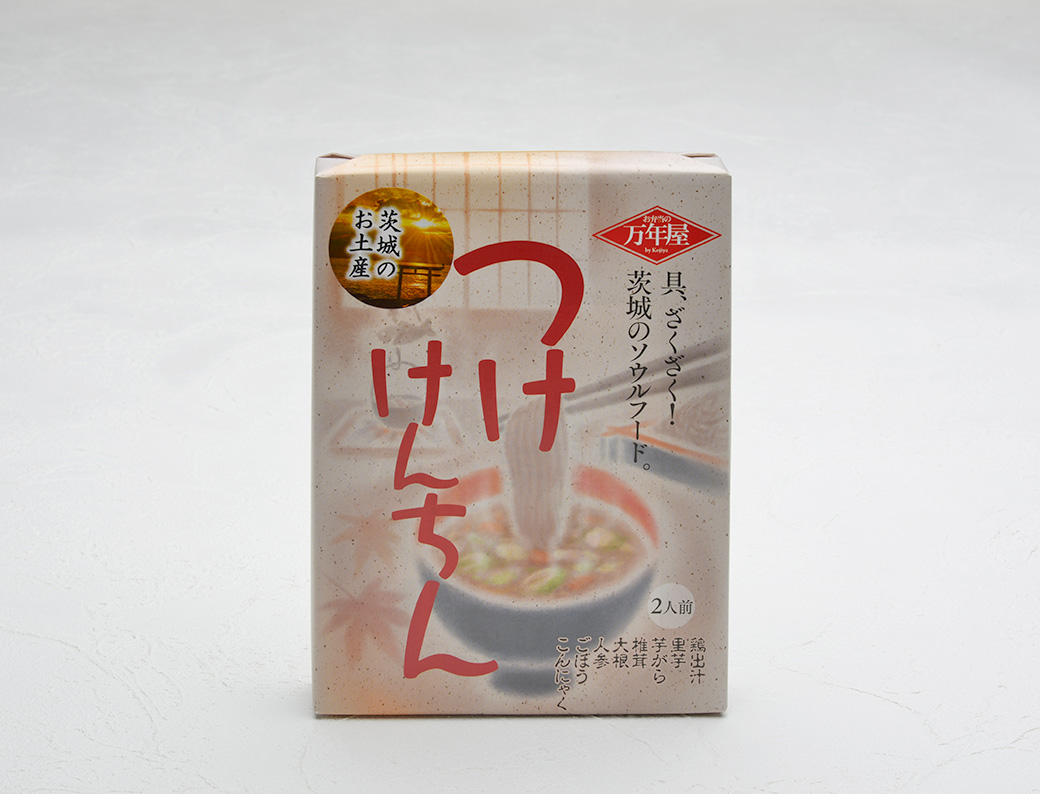 茨城の
お土産
お弁当の
万年屋
by Keijiya
具、ざくざく！
茨城のソウルフード。
つけ
けんちん
2人前
鶏出汁
里芋
芋がら
椎茸
大根
人参
ごぼう
こんにゃく